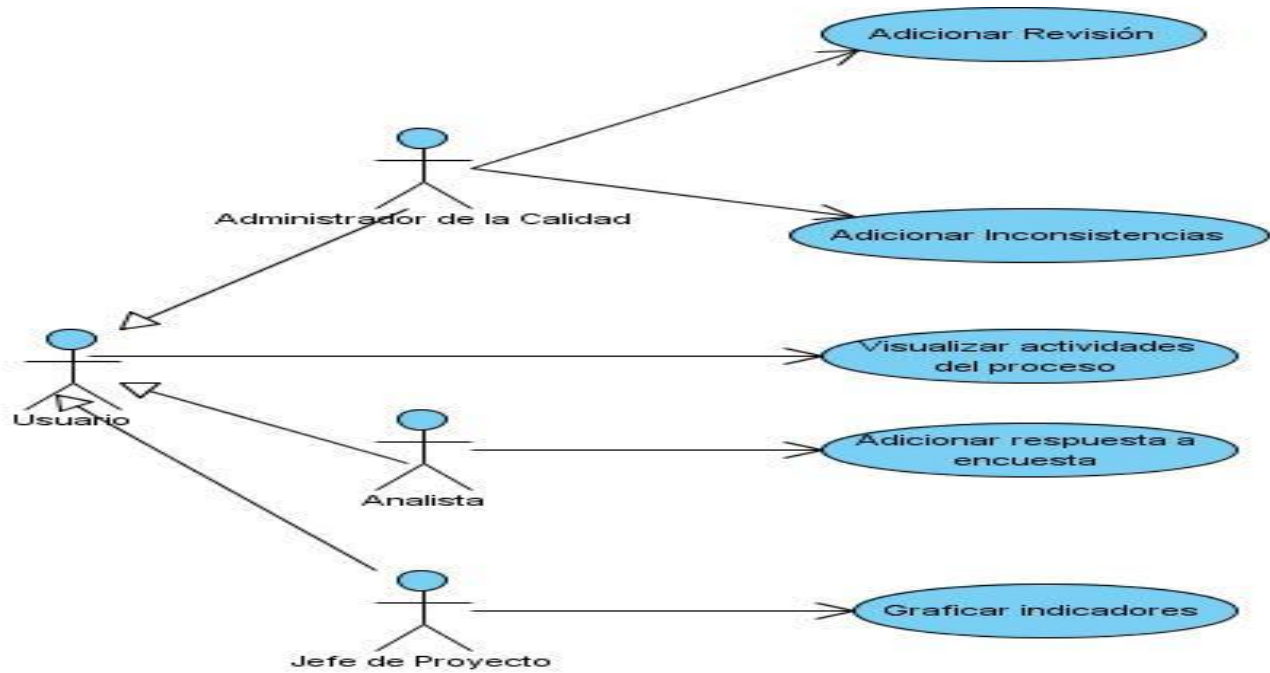 Adicionar Revisión
Administrador de la Calidad
Adicionar Inconsistencias
Visualizar actividades
del proceso
Usuario
Adicionar respuesta a
encuesta
Analista
Graficar indicadores
Jefe de Proyecto